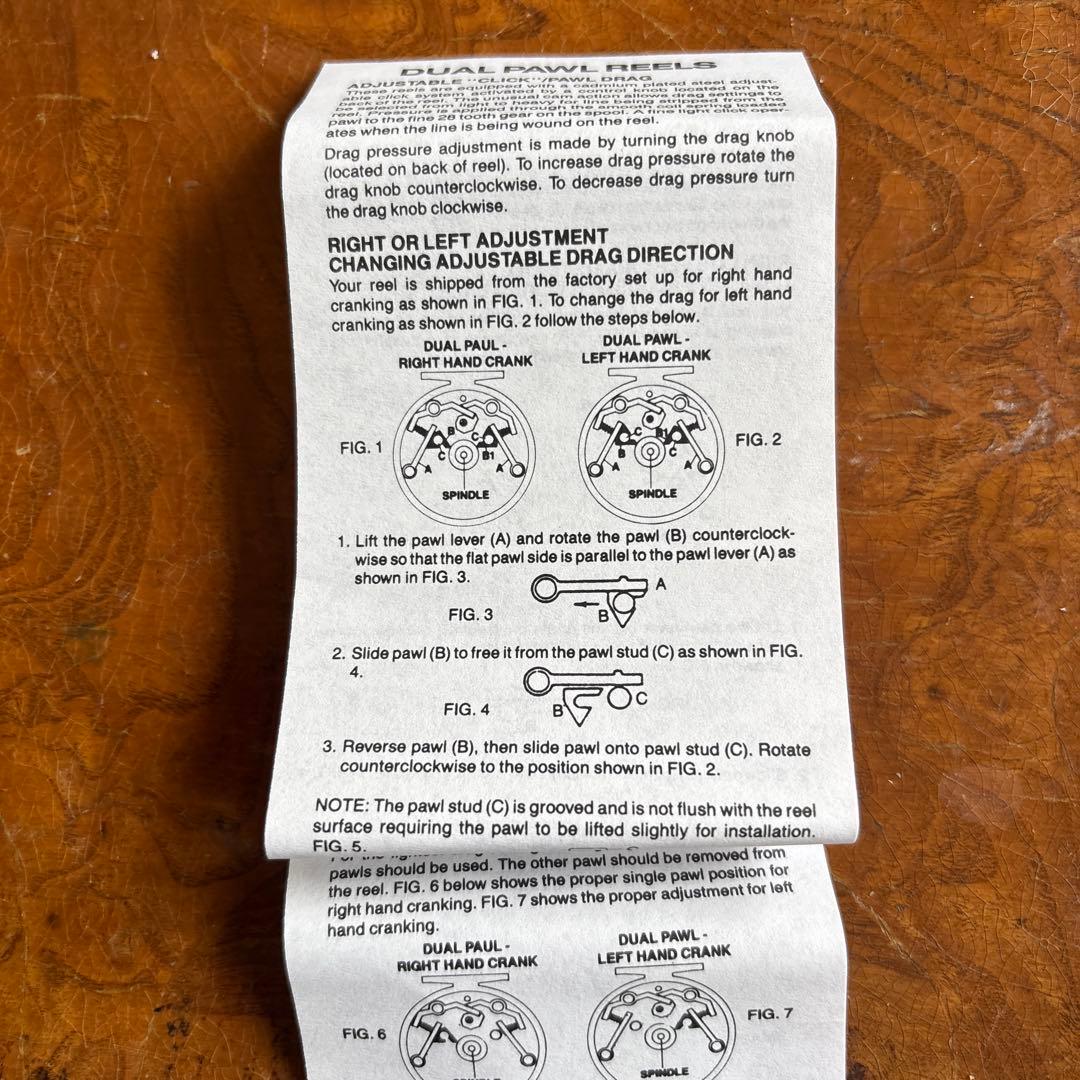 DUAL PAWL REELS
ADJUSTABLE "CLICK"/PAWL DRAG
These reels are equipped with a cadmium plated steel adjust-
able click system activated by a control knob located on the
back of the reel. The unusual design allows drag settings to
be selected from light to heavy for line being stripped from the
reel. Pressure is applied through that coil spring loaded
pawl to the fine 28 tooth gear on the spool. A fine light click oper-
ates when the line is being wound on the reel.
Drag pressure adjustment is made by turning the drag knob
(located on back of reel). To increase drag pressure rotate the
drag knob counterclockwise. To decrease drag pressure turn
the drag knob clockwise.
RIGHT OR LEFT ADJUSTMENT
CHANGING ADJUSTABLE DRAG DIRECTION
Your reel is shipped from the factory set up for right hand
cranking as shown in FIG. 1. To change the drag for left hand
cranking as shown in FIG. 2 follow the steps below.
DUAL PAUL -
RIGHT HAND CRANK
DUAL PAWL -
LEFT HAND CRANK
FIG. 1
B
C
C
B1
A
A
SPINDLE
C
B1
B
C
A
A
SPINDLE
FIG. 2
1. Lift the pawl lever (A) and rotate the pawl (B) counterclock-
wise so that the flat pawl side is parallel to the pawl lever (A) as
shown in FIG. 3.
FIG. 3
A
B
2. Slide pawl (B) to free it from the pawl stud (C) as shown in FIG.
4.
FIG. 4
B
C
3. Reverse pawl (B), then slide pawl onto pawl stud (C). Rotate
counterclockwise to the position shown in FIG. 2.
NOTE: The pawl stud (C) is grooved and is not flush with the reel
surface requiring the pawl to be lifted slightly for installation.
FIG. 5.
pawls should be used. The other pawl should be removed from
the reel. FIG. 6 below shows the proper single pawl position for
right hand cranking. FIG. 7 shows the proper adjustment for left
hand cranking.
DUAL PAUL -
RIGHT HAND CRANK
DUAL PAWL -
LEFT HAND CRANK
FIG. 6
FIG. 7
SPINDLE
SPINDLE